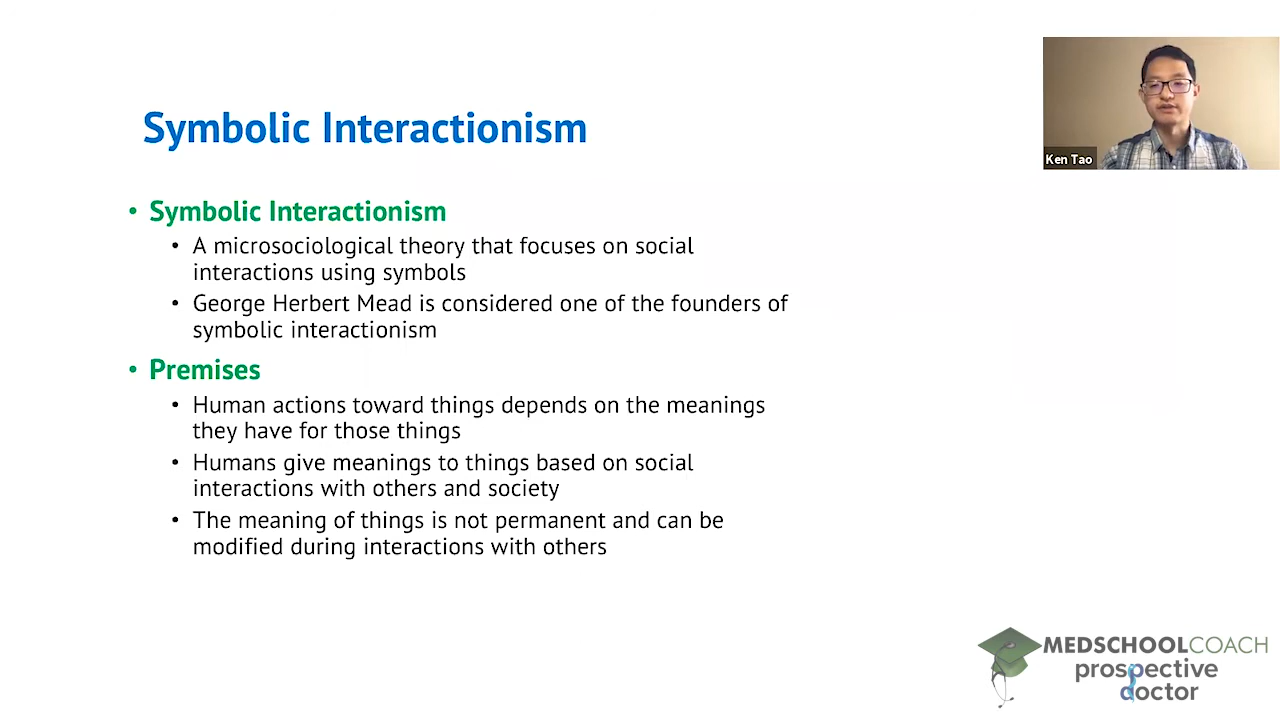 Symbolic Interactionism
Ken Tao
• Symbolic Interactionism
• A microsociological theory that focuses on social
interactions using symbols
• George Herbert Mead is considered one of the founders of
symbolic interactionism
• Premises
• Human actions toward things depends on the meanings
they have for those things
• Humans give meanings to things based on social
interactions with others and society
• The meaning of things is not permanent and can be
modified during interactions with others
MEDSCHOOLCOACH
prospective
doctor